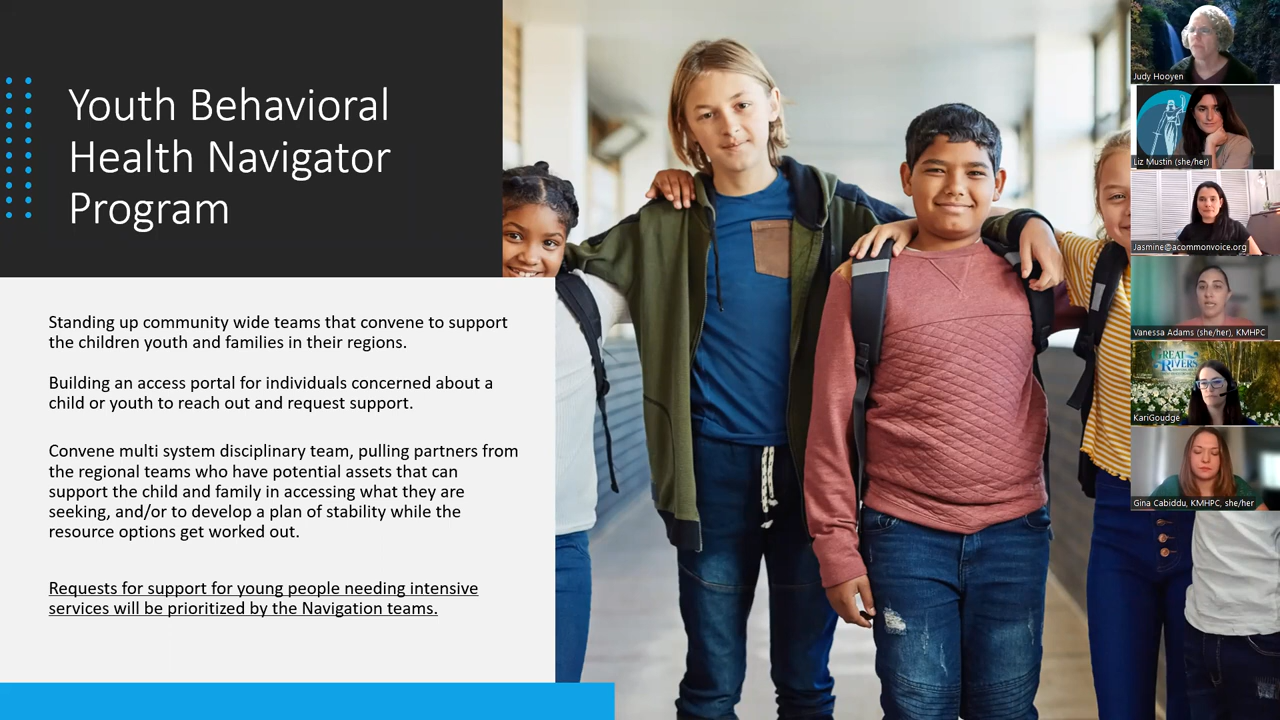 Youth Behavioral
Health Navigator
Program
Standing up community wide teams that convene to support
the children youth and families in their regions.
Building an access portal for individuals concerned about a
child or youth to reach out and request support.
Convene multi system disciplinary team, pulling partners from
the regional teams who have potential assets that can
support the child and family in accessing what they are
seeking, and/or to develop a plan of stability while the
resource options get worked out.
Requests for support for young people needing intensive
services will be prioritized by the Navigation teams.
Judy Hooyen
Liz Mustin (she/her)
Jasmine@acommonvoice.org
Vanessa Adams (she/her), KMHPC
GREAT
RIVERS
KariGoudge
Gina Cabiddu, KMHPC, she/her